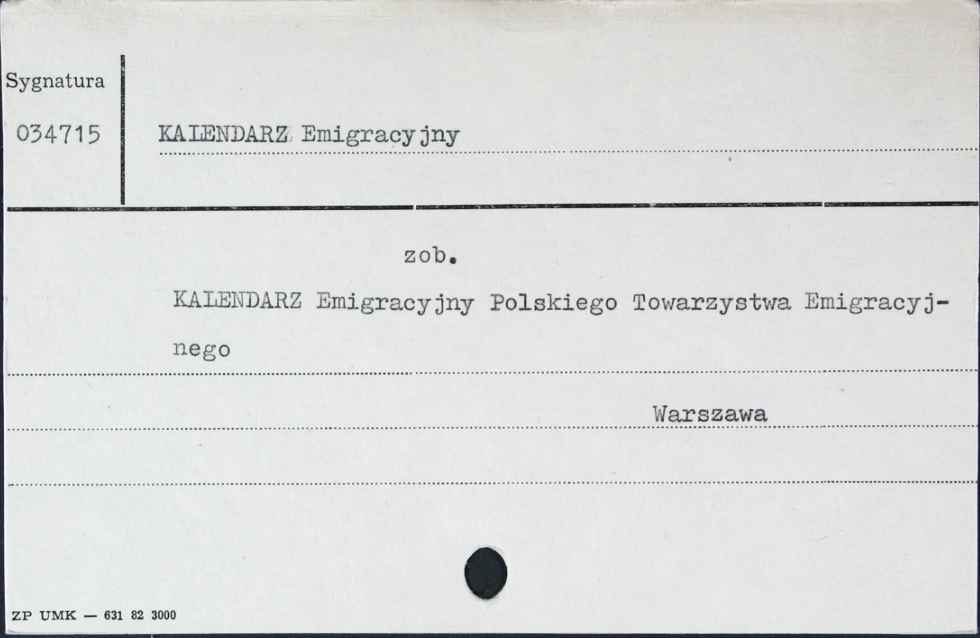 Sygnatura
034715
KALENDARZ Emigracyjny
zob.
KALENDARZ Emigracyjny Polskiego Towarzystwa Emigracyj-
nego
Warszawa
ZP UMK — 631 82 3000